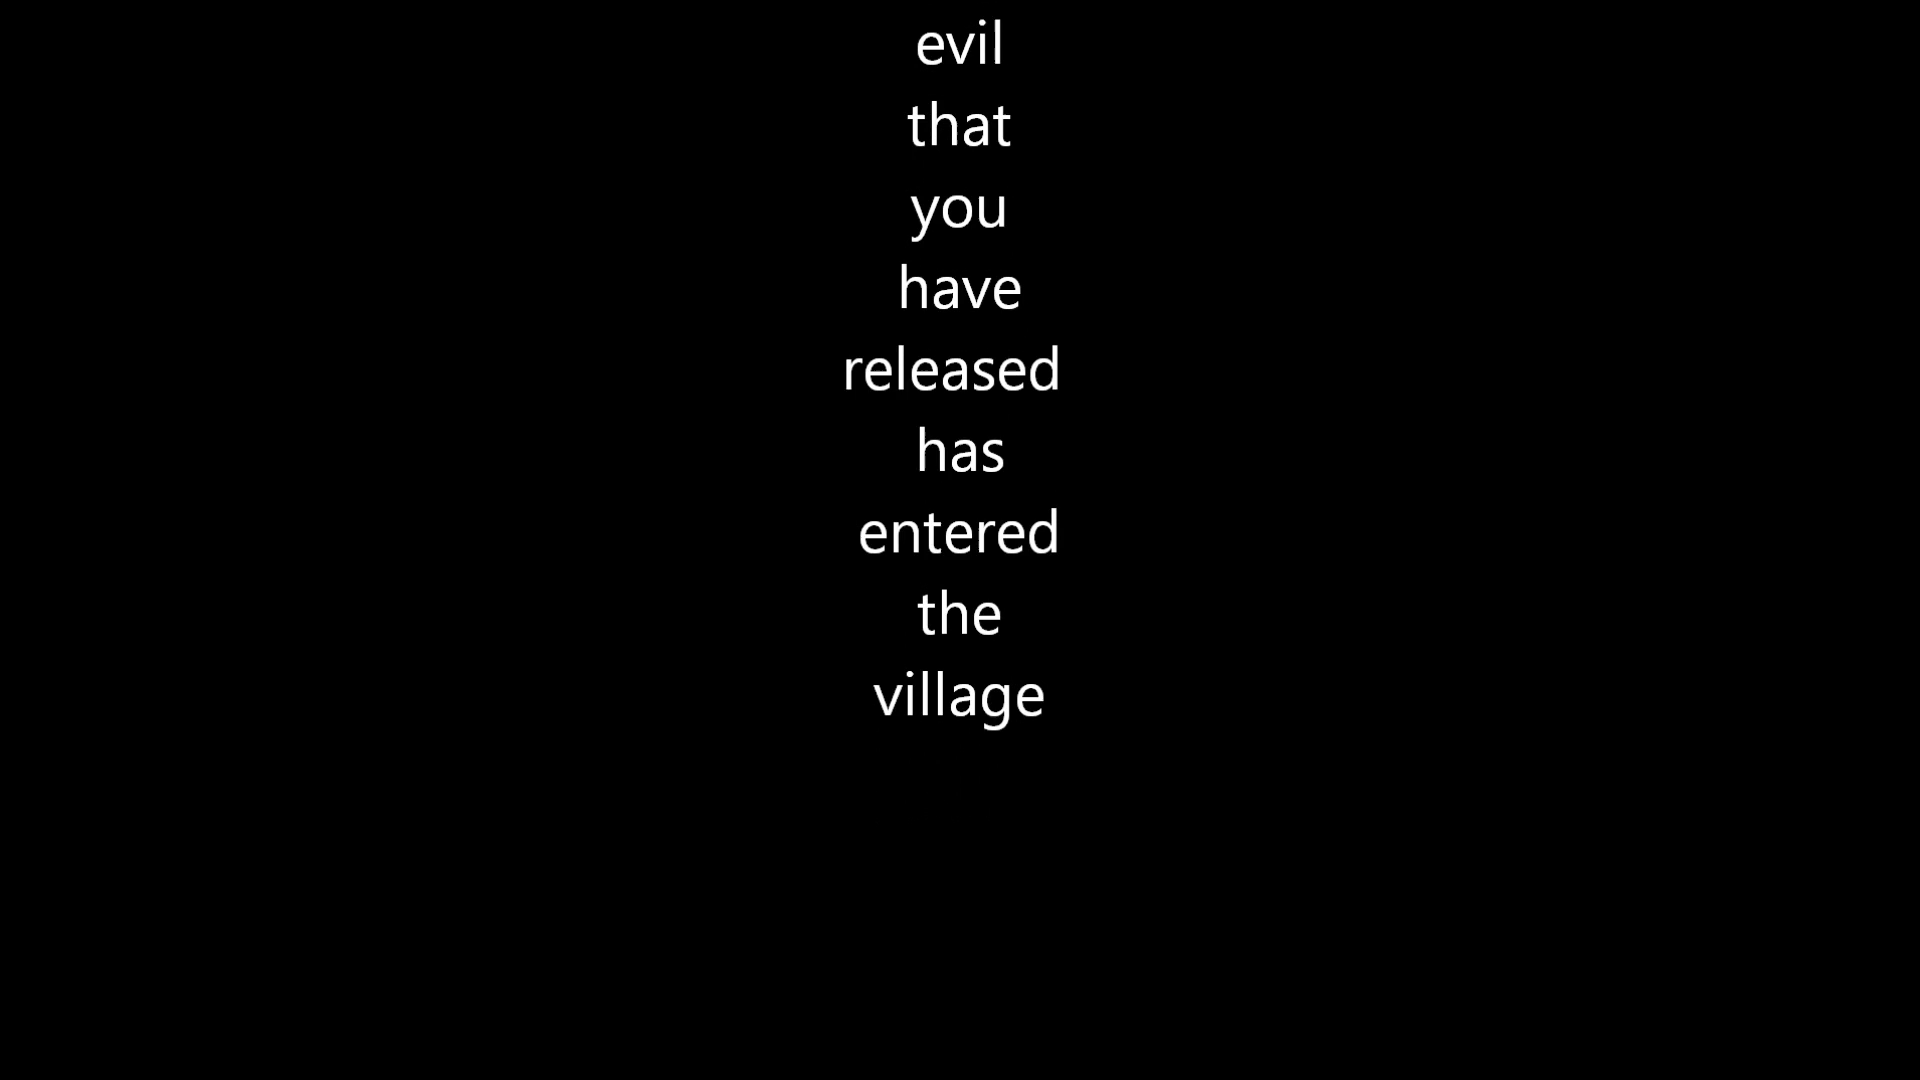 evil
that
you
have
released
has
entered
the
village